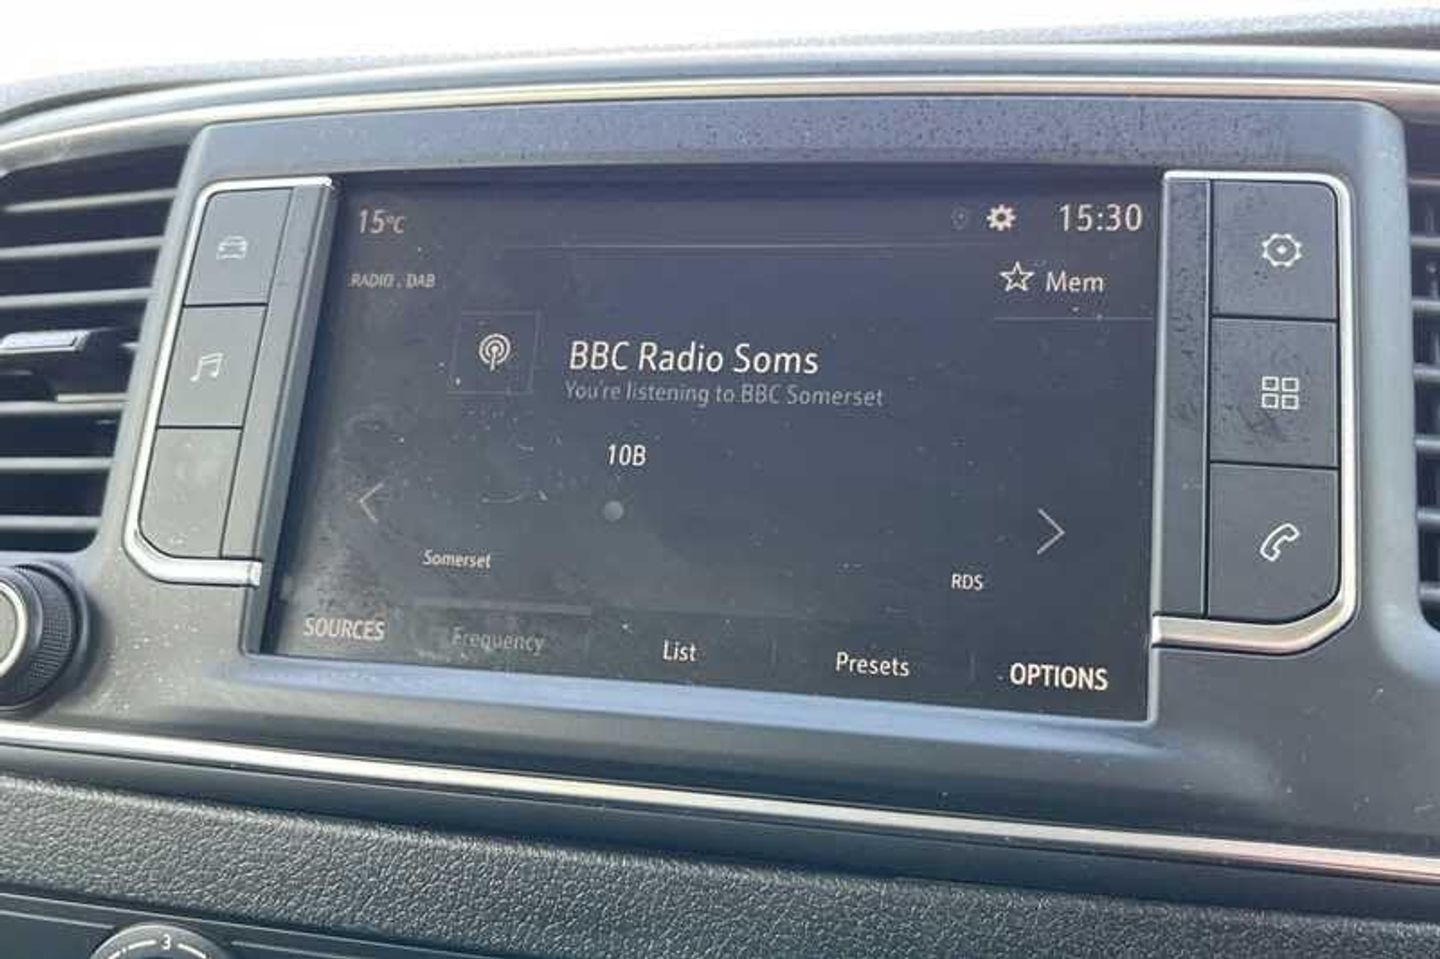 15°C
15:30
RADIO . DAB
Mem
BBC Radio Soms
You're listening to BBC Somerset
10B
Somerset
RDS
SOURCES
Frequency
List
Presets
OPTIONS
3